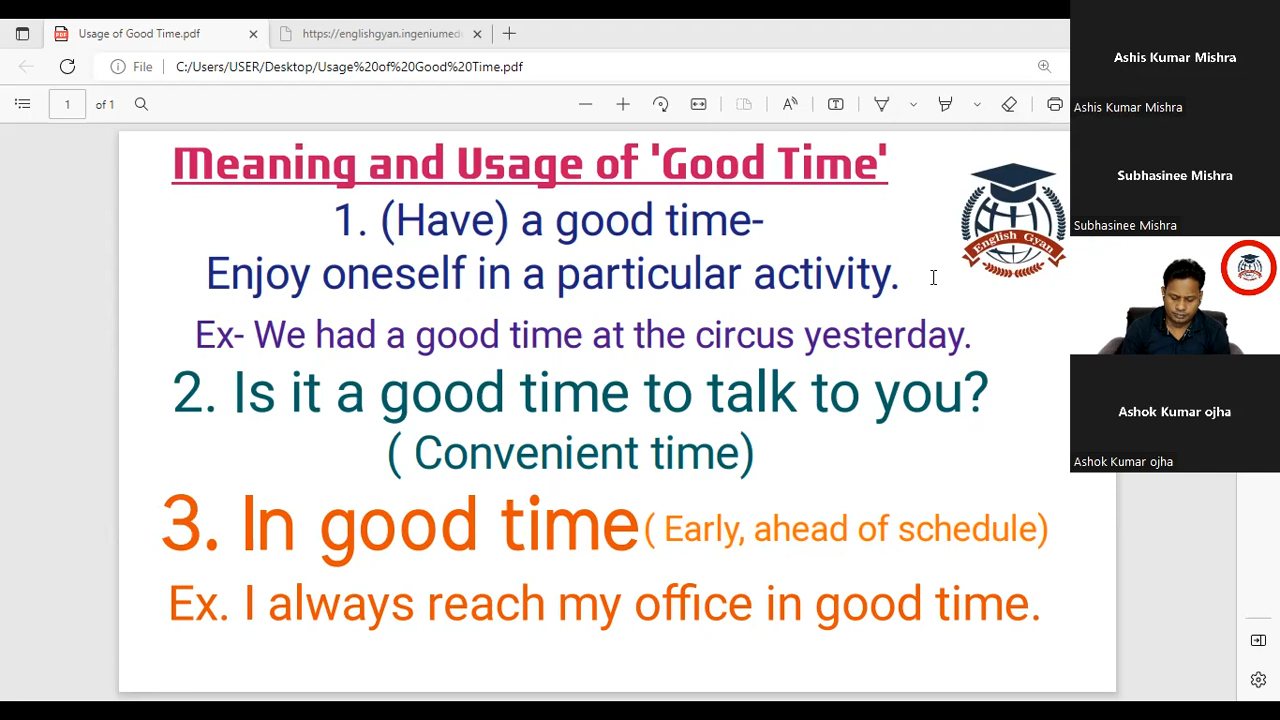 Usage of Good Time.pdf
https://englishgyan.ingeniumed
File
C:/Users/USER/Desktop/Usage%20of%20Good%20Time.pdf
1 of 1
Meaning and Usage of 'Good Time'
1. (Have) a good time-
Enjoy oneself in a particular activity.
Ex- We had a good time at the circus yesterday.
2. Is it a good time to talk to you?
( Convenient time)
3. In good time ( Early, ahead of schedule)
Ex. I always reach my office in good time.
English Gyan
Ashis Kumar Mishra
Ashis Kumar Mishra
Subhasinee Mishra
Subhasinee Mishra
Ashok Kumar ojha
Ashok Kumar ojha